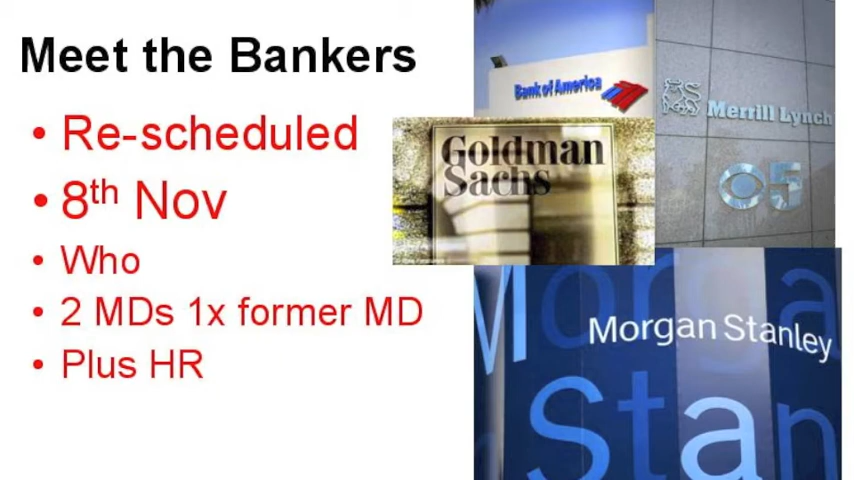 Meet the Bankers
• Re-scheduled
• 8th Nov
• Who
• 2 MDs 1x former MD
• Plus HR
Bank of America
Merrill Lynch
5
Goldman
Sachs
Morgan Stanley
Stan